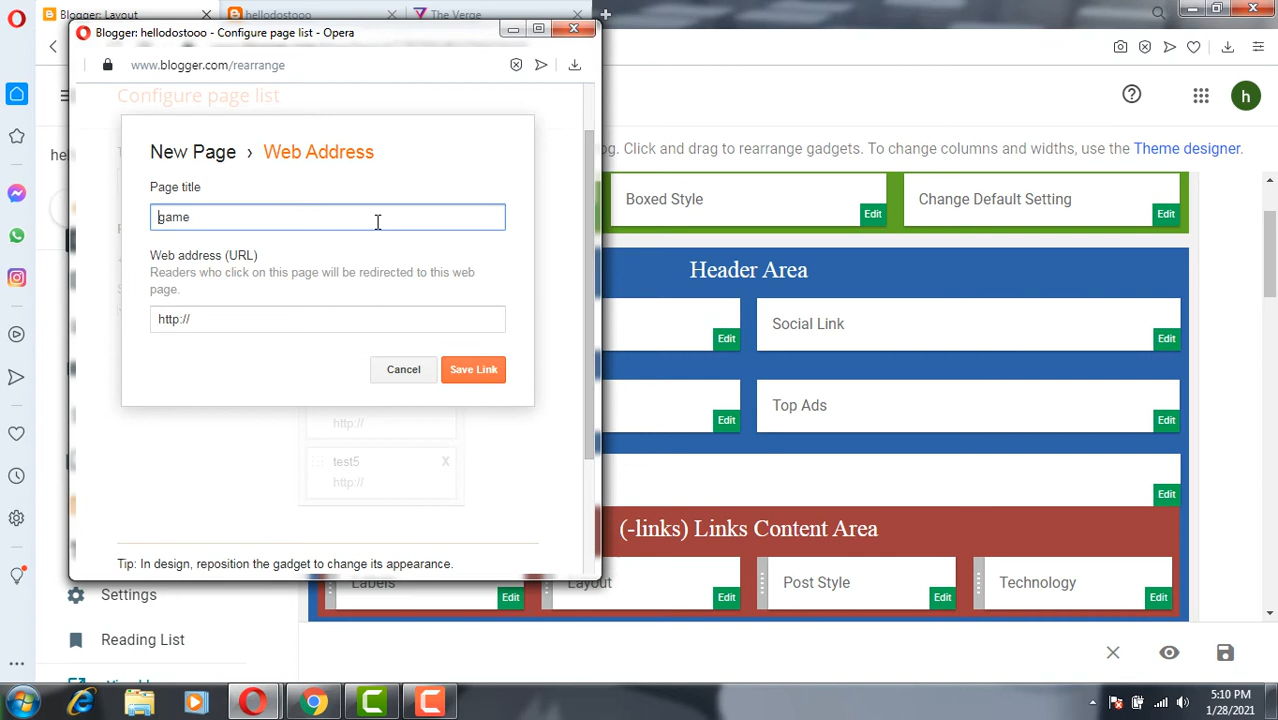 Blogger: Layout
hellodostooo
The Verge
Blogger: hellodostooo - Configure page list - Opera
www.blogger.com/rearrange
Configure page list
New Page › Web Address
Page title
game
Web address (URL)
Readers who click on this page will be redirected to this web
page.
http://
Cancel
Save Link
http://
test5
X
http://
Tip: In design, reposition the gadget to change its appearance.
h
og. Click and drag to rearrange gadgets. To change columns and widths, use the Theme designer.
Boxed Style
Edit
Change Default Setting
Edit
Header Area
Edit
Social Link
Edit
Edit
Top Ads
Edit
Edit
(-links) Links Content Area
Labels
Edit
Layout
Edit
Post Style
Edit
Technology
Edit
Settings
Reading List
5:10 PM
1/28/2021